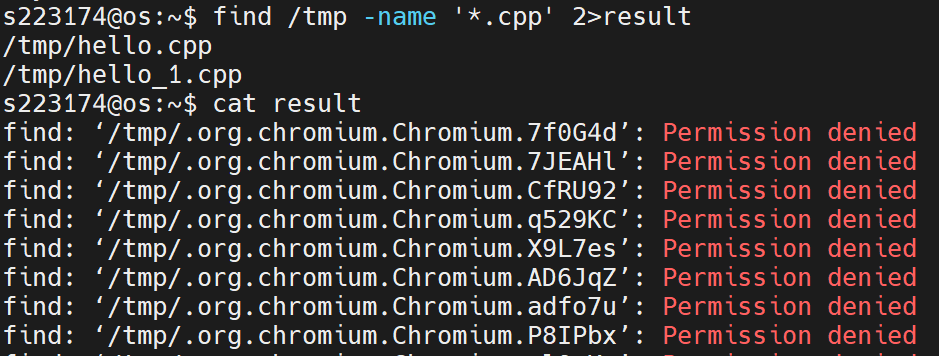 s223174@os:~$ find /tmp -name '*.cpp' 2>result
/tmp/hello.cpp
/tmp/hello_1.cpp
s223174@os:~$ cat result
find: ‘/tmp/.org.chromium.Chromium.7f0G4d’: Permission denied
find: ‘/tmp/.org.chromium.Chromium.7JEAHl’: Permission denied
find: ‘/tmp/.org.chromium.Chromium.CfRU92’: Permission denied
find: ‘/tmp/.org.chromium.Chromium.q529KC’: Permission denied
find: ‘/tmp/.org.chromium.Chromium.X9L7es’: Permission denied
find: ‘/tmp/.org.chromium.Chromium.AD6JqZ’: Permission denied
find: ‘/tmp/.org.chromium.Chromium.adfo7u’: Permission denied
find: ‘/tmp/.org.chromium.Chromium.P8IPbx’: Permission denied